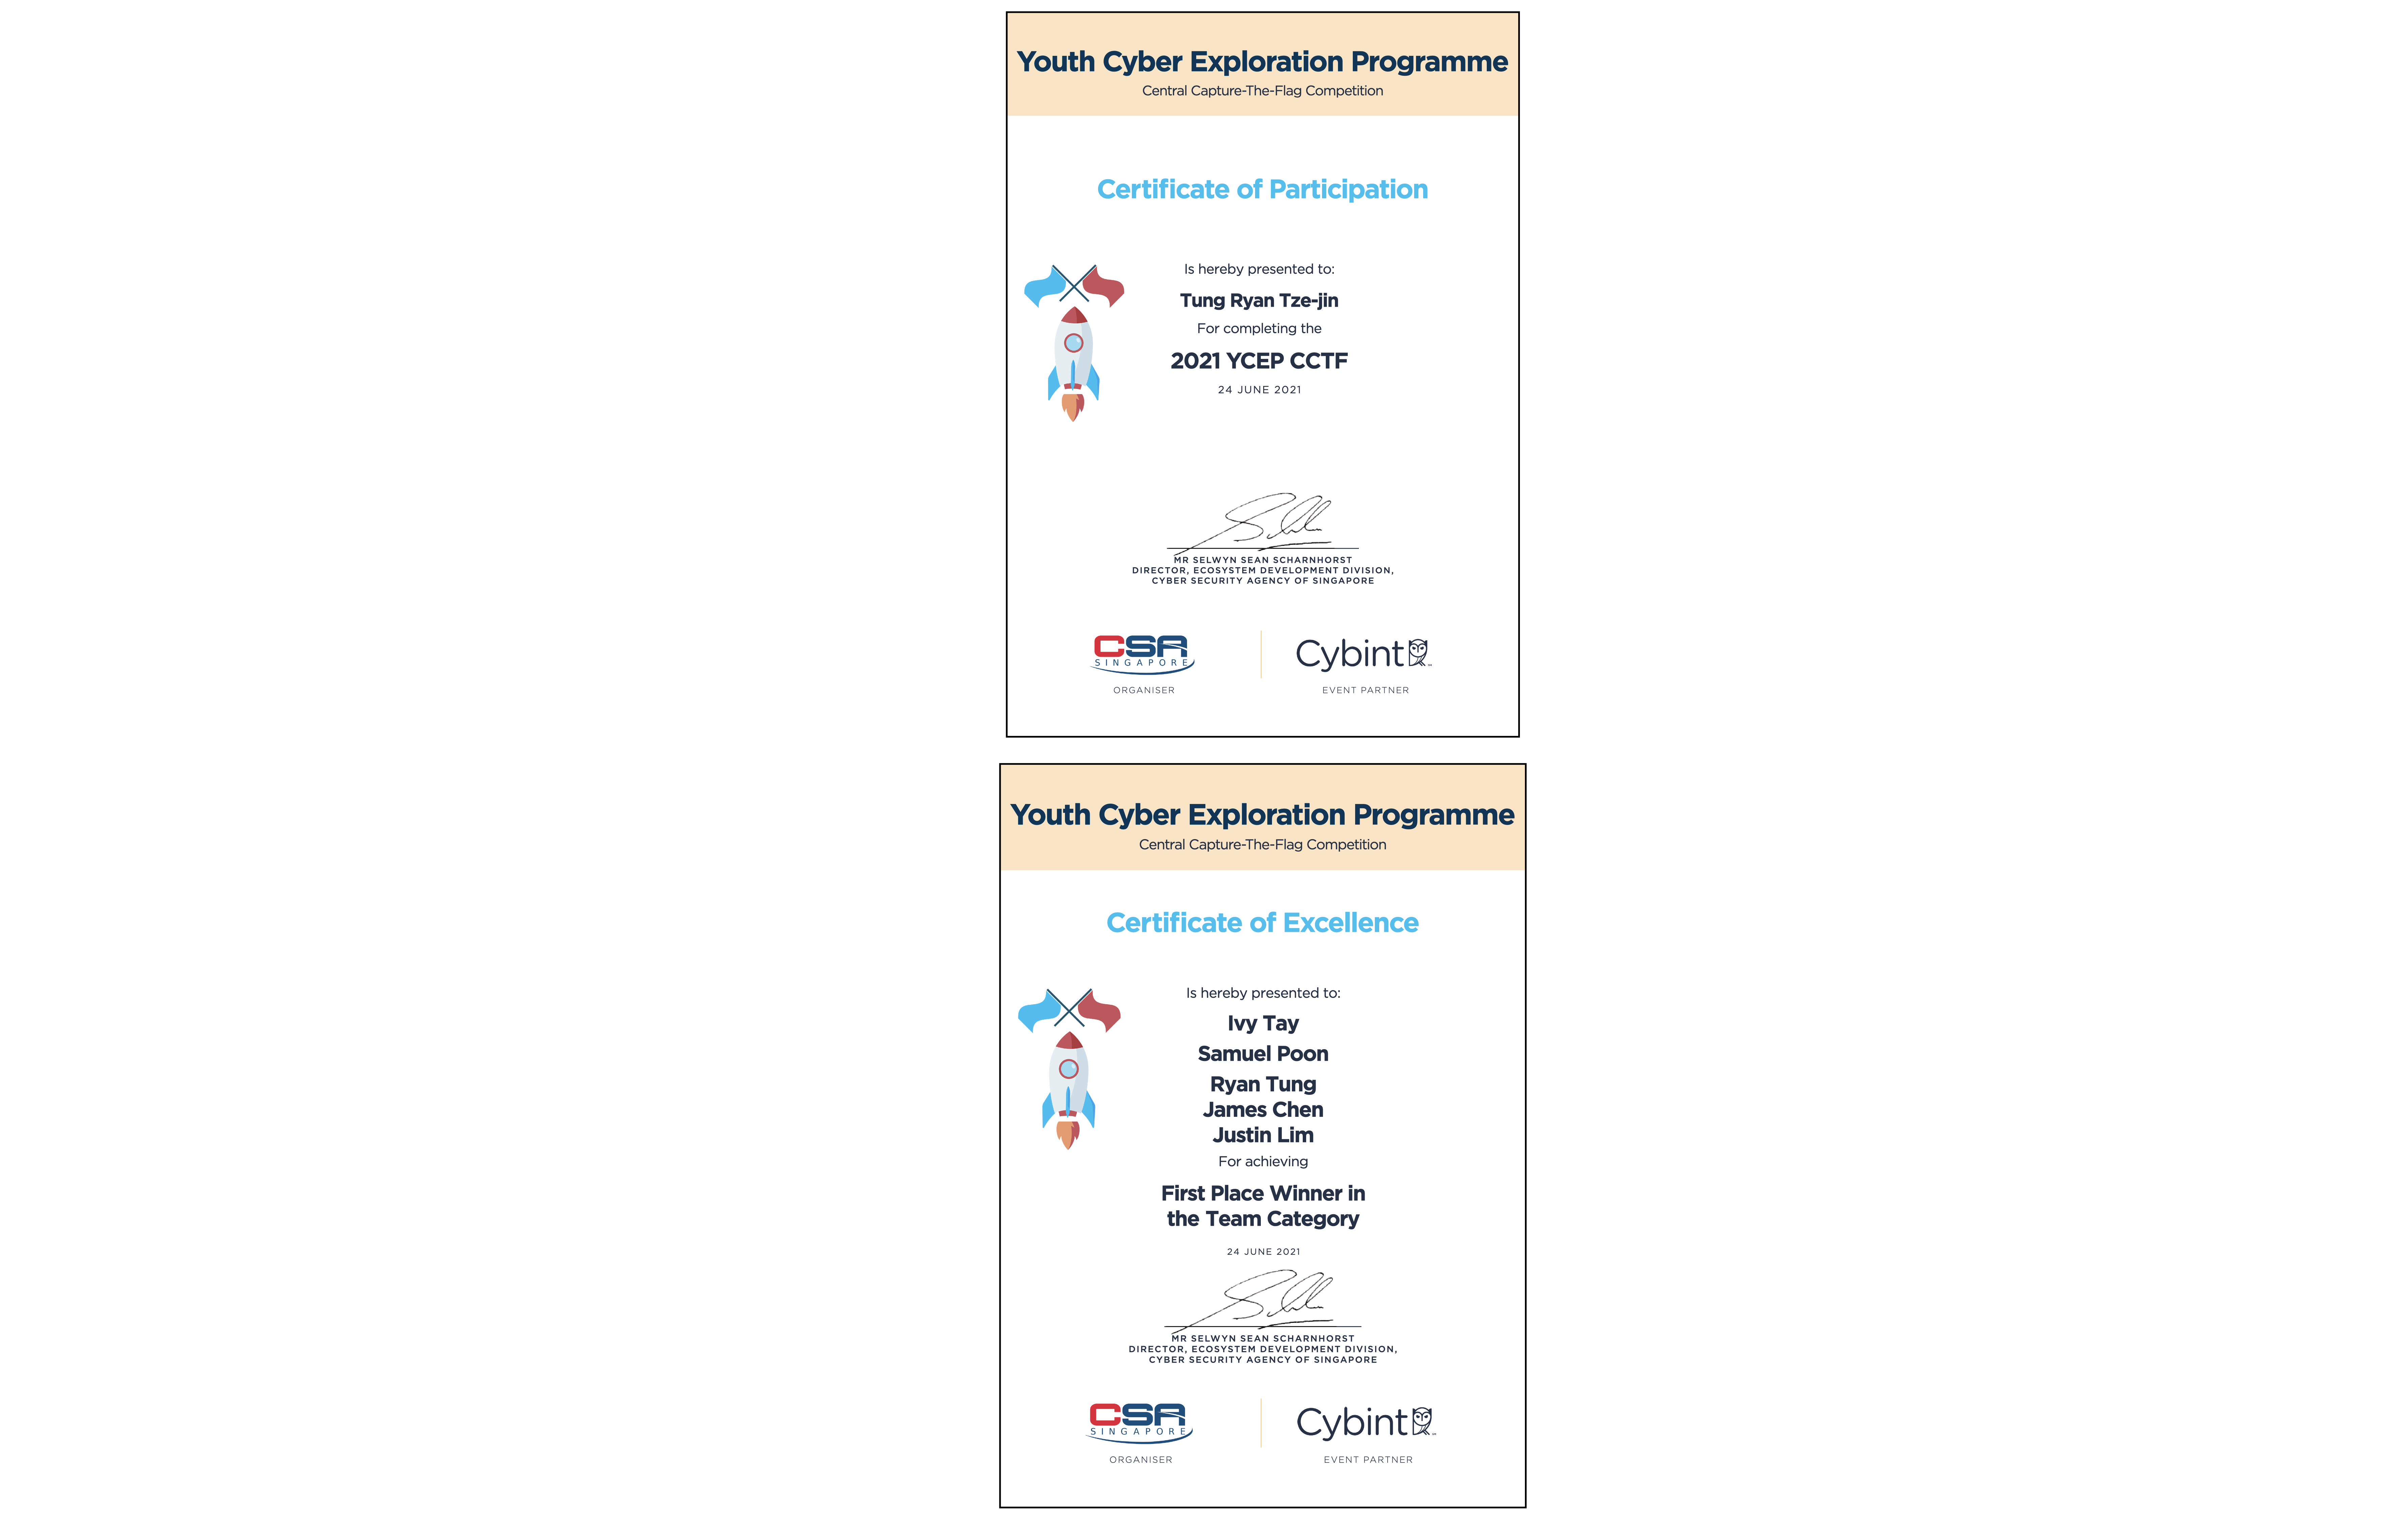 Youth Cyber Exploration Programme
Central Capture-The-Flag Competition
Certificate of Participation
Is hereby presented to:
Tung Ryan Tze-jin
For completing the
2021 YCEP CCTF
24 JUNE 2021
MR SELWYN SEAN SCHARNHORST
DIRECTOR, ECOSYSTEM DEVELOPMENT DIVISION,
CYBER SECURITY AGENCY OF SINGAPORE
CSA
SINGAPORE
ORGANISER
Cybint
EVENT PARTNER
Youth Cyber Exploration Programme
Central Capture-The-Flag Competition
Certificate of Excellence
Is hereby presented to:
Ivy Tay
Samuel Poon
Ryan Tung
James Chen
Justin Lim
For achieving
First Place Winner in
the Team Category
24 JUNE 2021
MR SELWYN SEAN SCHARNHORST
DIRECTOR, ECOSYSTEM DEVELOPMENT DIVISION,
CYBER SECURITY AGENCY OF SINGAPORE
CSA
SINGAPORE
ORGANISER
Cybint
EVENT PARTNER